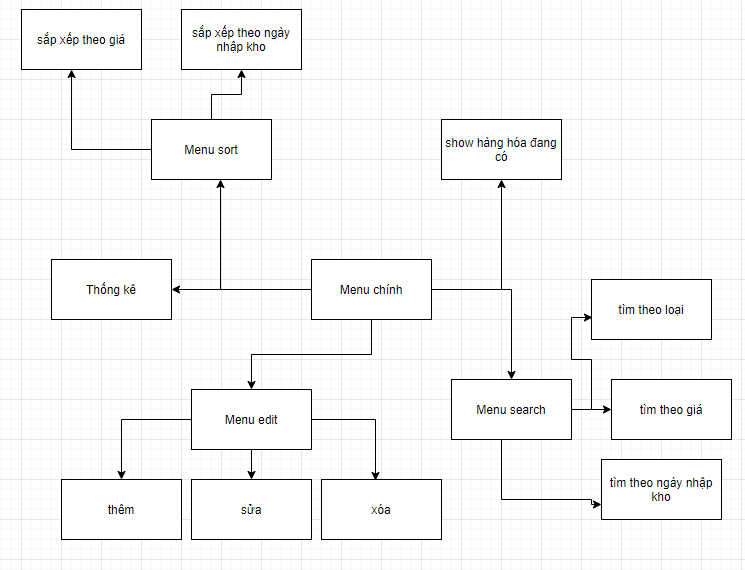 sắp xếp theo giá
sắp xếp theo ngày
nhập kho
Menu sort
show hàng hóa đang
có
Thống kê
Menu chính
tìm theo loại
Menu edit
Menu search
tìm theo giá
thêm
sửa
xóa
tìm theo ngày nhập
kho